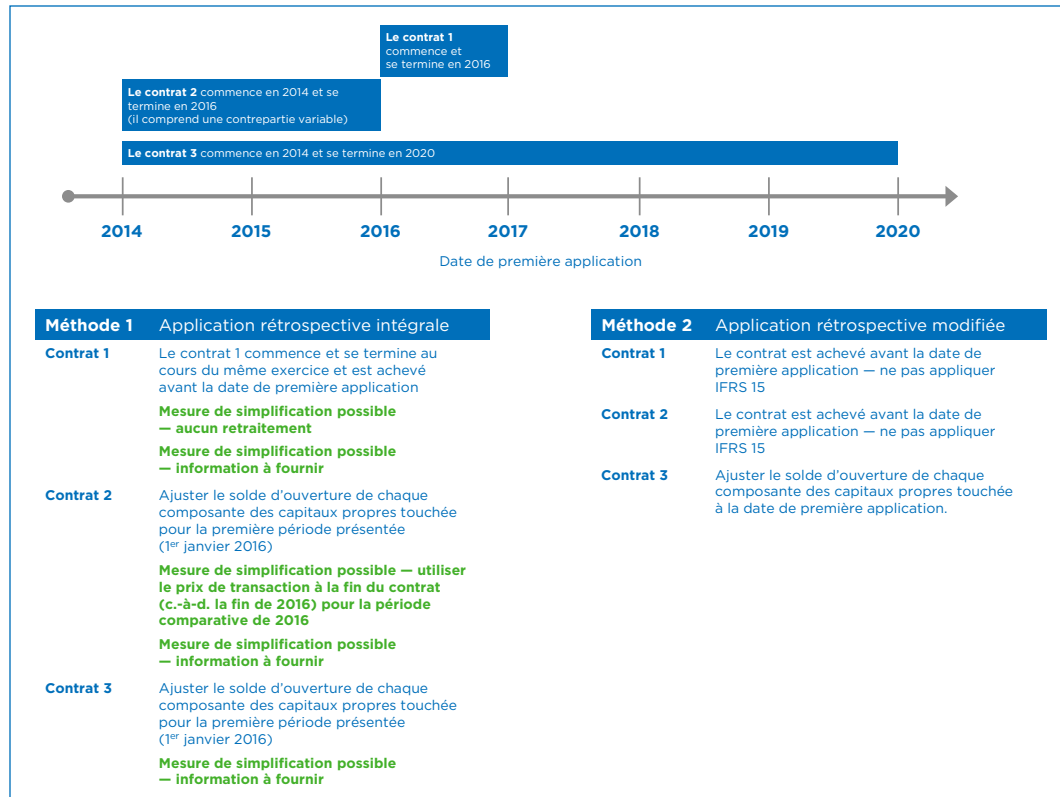 Le contrat 1
commence et
se termine en 2016
Le contrat 2 commence en 2014 et se
termine en 2016
(il comprend une contrepartie variable)
Le contrat 3 commence en 2014 et se termine en 2020
2014 2015 2016 2017 2018 2019 2020
Date de première application
Méthode 1 Application rétrospective intégrale
Contrat 1 Le contrat 1 commence et se termine au
cours du même exercice et est achevé
avant la date de première application
Mesure de simplification possible
— aucun retraitement
Mesure de simplification possible
— information à fournir
Contrat 2 Ajuster le solde d'ouverture de chaque
composante des capitaux propres touchée
pour la première période présentée
(1er janvier 2016)
Mesure de simplification possible — utiliser
le prix de transaction à la fin du contrat
(c.-à-d. la fin de 2016) pour la période
comparative de 2016
Mesure de simplification possible
— information à fournir
Contrat 3 Ajuster le solde d'ouverture de chaque
composante des capitaux propres touchée
pour la première période présentée
(1er janvier 2016)
Mesure de simplification possible
— information à fournir
Méthode 2 Application rétrospective modifiée
Contrat 1 Le contrat est achevé avant la date de
première application — ne pas appliquer
IFRS 15
Contrat 2 Le contrat est achevé avant la date de
première application — ne pas appliquer
IFRS 15
Contrat 3 Ajuster le solde d'ouverture de chaque
composante des capitaux propres touchée
à la date de première application.